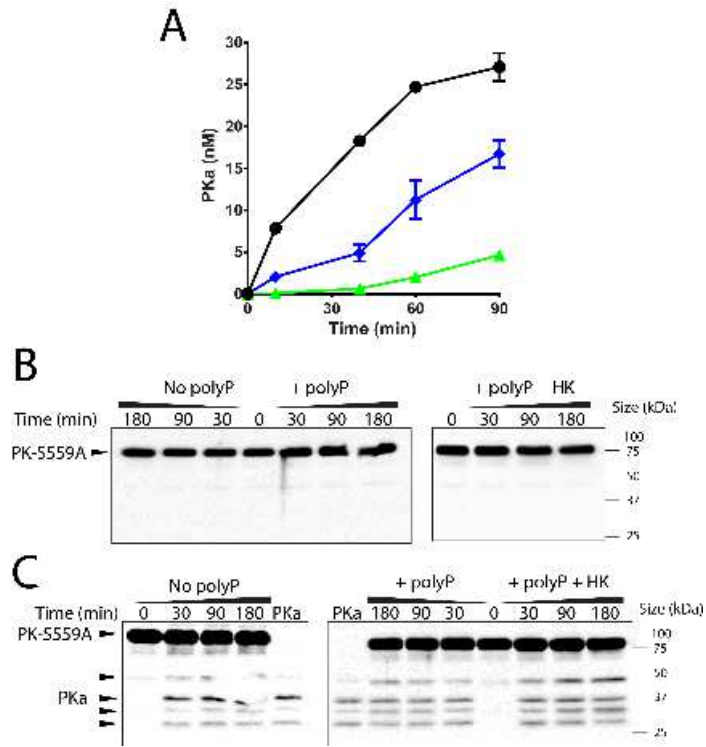 A
PKa (nM)
30
25
20
15
10
5
0
0 30 60 90
Time (min)
B
No polyP + polyP + polyP HK
Time (min) 180 90 30 0 30 90 180 0 30 90 180 Size (kDa)
PK-S559A
100
75
50
37
25
C
No polyP + polyP + polyP + HK
Time (min) 0 30 90 180 PKa PKa 180 90 30 0 30 90 180 Size (kDa)
PK-S559A
100
75
50
PKa
37
25